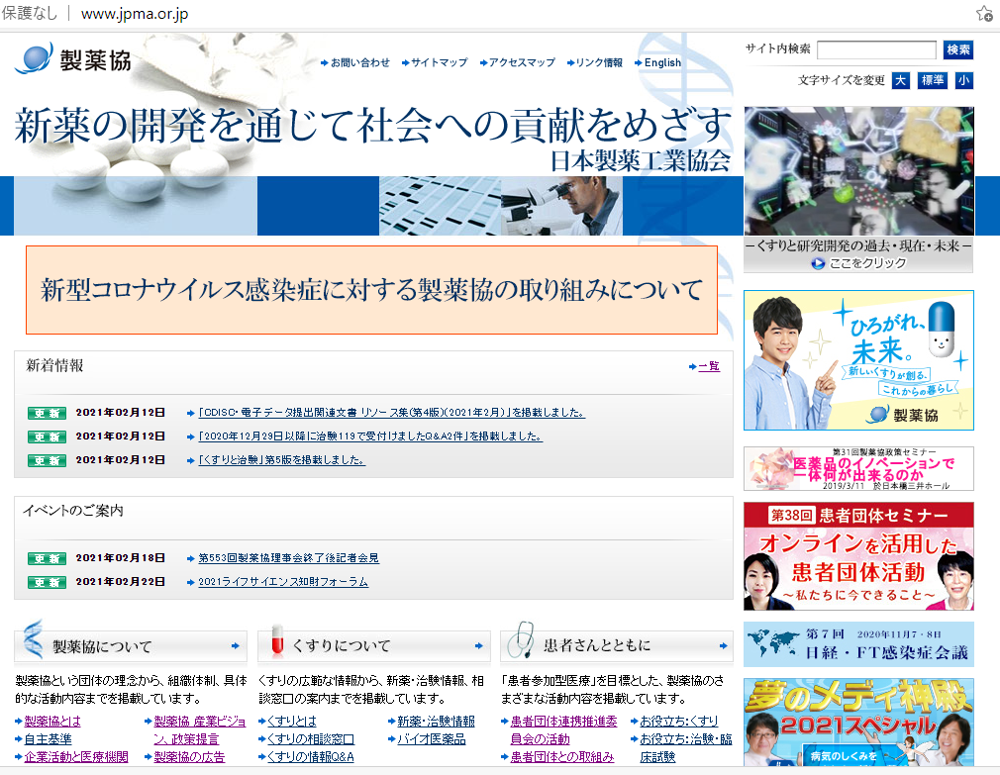 保護なし
www.jpma.or.jp
製薬協
お問い合わせ サイトマップ アクセスマップ リンク情報 English
サイト内検索 検索
文字サイズを変更 大 標準 小
新薬の開発を通じて社会への貢献をめざす
日本製薬工業協会
−くすりと研究開発の過去・現在・未来−
ここをクリック
新型コロナウイルス感染症に対する製薬協の取り組みについて
新着情報
一覧
更新 2021年02月12日 「CDISC・電子データ提出関連文書 リソース集(第4版)(2021年2月)」を掲載しました。
更新 2021年02月12日 「2020年12月29日以降に治験119で受付けましたQ&A2件」を掲載しました。
更新 2021年02月12日 「くすりと治験」第5版を掲載しました。
イベントのご案内
更新 2021年02月18日 第553回製薬協理事会終了後記者会見
更新 2021年02月22日 2021ライフサイエンス知財フォーラム
製薬協について
製薬協という団体の理念から、組織体制、具体
的な活動内容までを掲載しています。
製薬協とは
自主基準
企業活動と医療機関
製薬協 産業ビジョ
ン、政策提言
製薬協の広告
くすりについて
くすりの広範な情報から、新薬・治験情報、相
談窓口の案内までを掲載しています。
くすりとは
くすりの相談窓口
くすりの情報Q&A
新薬・治験情報
バイオ医薬品
患者さんとともに
「患者参加型医療」を目標とした、製薬協のさ
まざまな活動内容を掲載しています。
患者団体連携推進委
員会の活動
患者団体との取組み
お役立ち：くすり
お役立ち：治験・臨
床試験
ひろがれ、
未来。
新しいくすりが創る、
これからの暮らし
製薬協
第31回製薬協政策セミナー
医薬品のイノベーションで
一体何が出来るのか
2019/3/11 於日本橋三井ホール
第38回 患者団体セミナー
オンラインを活用した
患者団体活動
～私たちに今できること～
第7回 2020年11月7・8日
日経・FT感染症会議
夢のメディ神殿
2021スペシャル
病気のしくみを